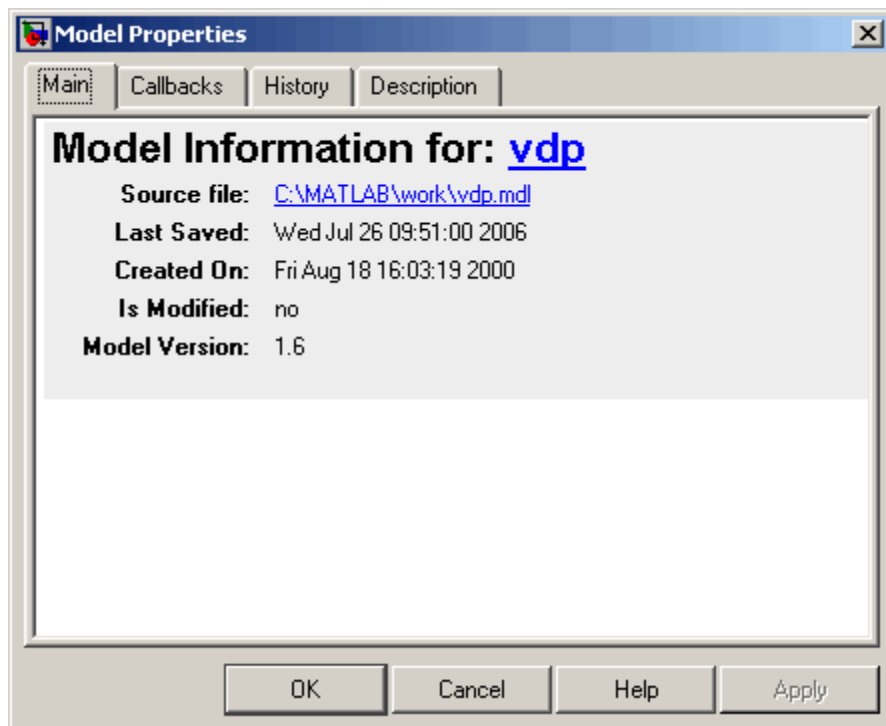 Model Properties
Main Callbacks History Description
Model Information for: vdp
Source file: C:\MATLAB\work\vdp.mdl
Last Saved: Wed Jul 26 09:51:00 2006
Created On: Fri Aug 18 16:03:19 2000
Is Modified: no
Model Version: 1.6
OK Cancel Help Apply